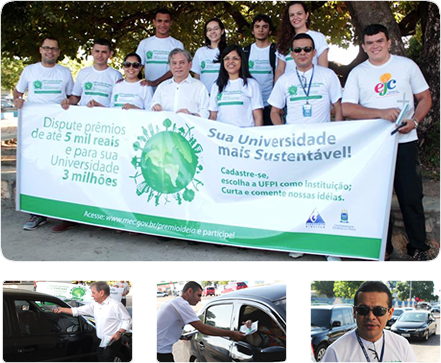 Dispute prêmios
de até 5 mil reais
e para sua
Universidade
3 milhões
Sua Universidade
mais Sustentável!
Cadastre-se,
escolha a UFPI como Instituição;
Curta e comente nossas idéias.
Acesse: www.mec.gov.br/premioideia e participe!
ejc